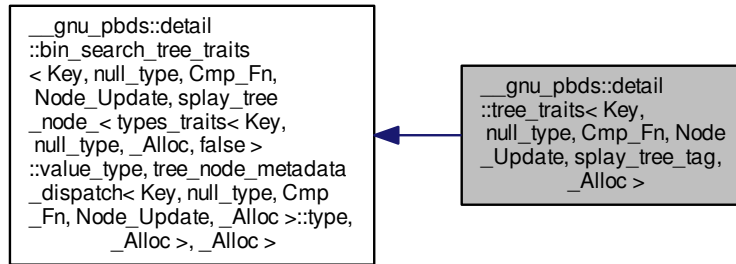 __gnu_pbds::detail
::bin_search_tree_traits
< Key, null_type, Cmp_Fn,
Node_Update, splay_tree
_node_< types_traits< Key,
null_type, _Alloc, false >
::value_type, tree_node_metadata
_dispatch< Key, null_type, Cmp
_Fn, Node_Update, _Alloc >::type,
_Alloc >, _Alloc >
__gnu_pbds::detail
::tree_traits< Key,
null_type, Cmp_Fn, Node
_Update, splay_tree_tag,
_Alloc >